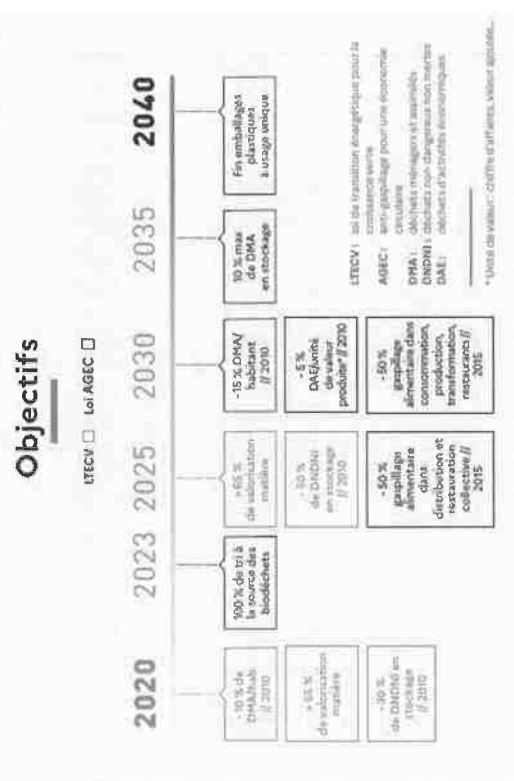 Objectifs
LTECV Loi AGEC
2020
2023
2025
2030
2035
2040
- 10 % de
DMA/hab
// 2010
> 55 %
de valorisation
matière
- 30 %
de DNDNI en
stockage
// 2010
100 % de tri à
la source des
biodéchets
> 65 %
de valorisation
matière
- 50 %
de DNDNI
en stockage
// 2010
- 50 %
gaspillage
alimentaire
dans
distribution et
restauration
collective //
2015
-15 % DMA/
habitant
// 2010
- 5 %
DAE/unité
de valeur
produite* // 2010
- 50 %
gaspillage
alimentaire dans
consommation,
production,
transformation,
restaurants //
2015
10 % max
de DMA
en stockage
Fin emballages
plastiques
à usage unique
LTECV : loi de transition énergétique pour la
croissance verte
AGEC : anti-gaspillage pour une économie
circulaire
DMA : déchets ménagers et assimilés
DNDNI : déchets non dangereux non inertes
DAE : déchets d'activités économiques
* Unité de valeur : chiffre d'affaires, valeur ajoutée...